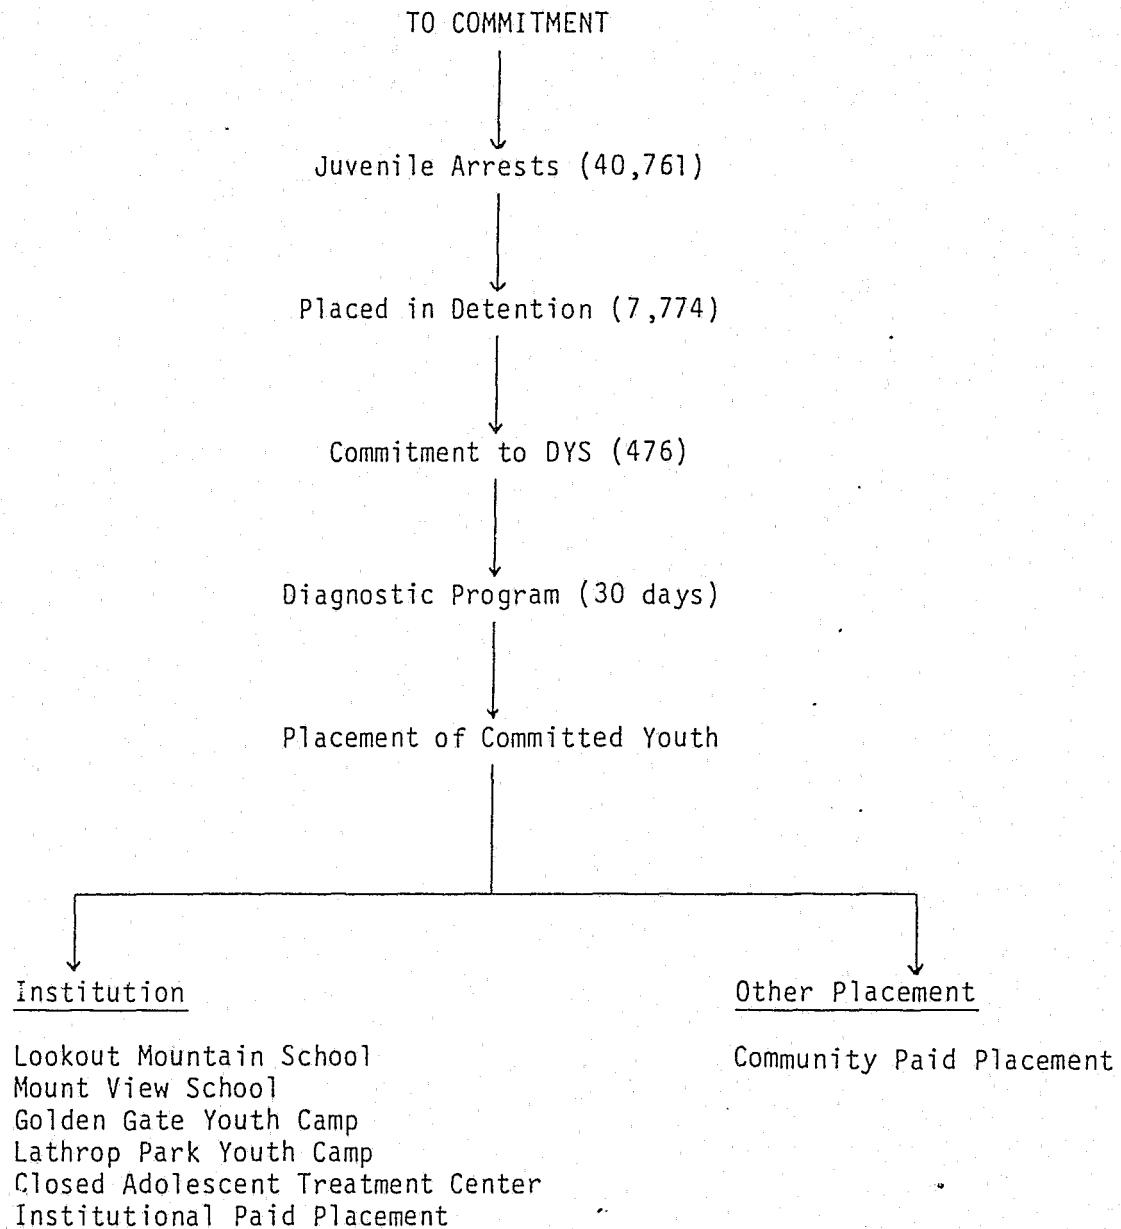 TO COMMITMENT
Juvenile Arrests (40,761)
Placed in Detention (7,774)
Commitment to DYS (476)
Diagnostic Program (30 days)
Placement of Committed Youth
Institution
Other Placement
Lookout Mountain School
Mount View School
Golden Gate Youth Camp
Lathrop Park Youth Camp
Closed Adolescent Treatment Center
Institutional Paid Placement
Community Paid Placement